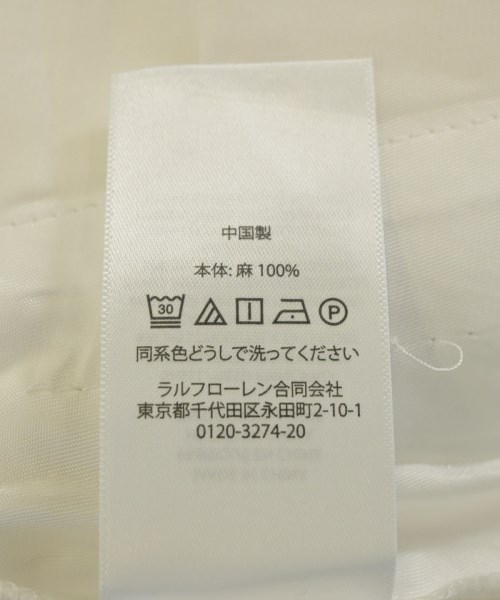 中国製
本体: 麻 100%
30 P
同系色どうしで洗ってください
ラルフローレン合同会社
東京都千代田区永田町2-10-1
0120-3274-20